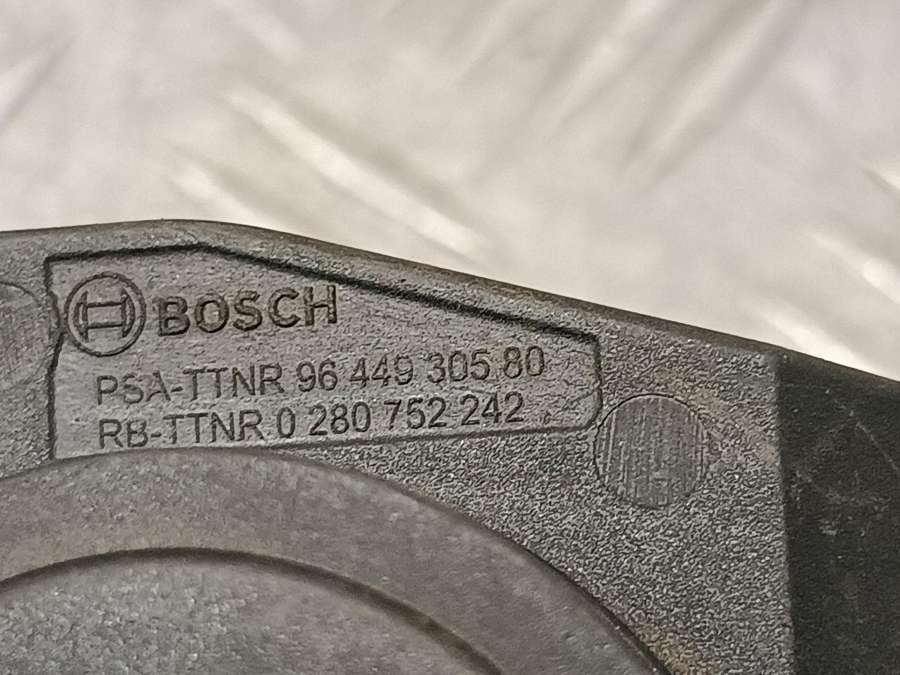 BOSCH
PSA-TTNR 96 449 305 80
RB-TTNR 0 280 752 242